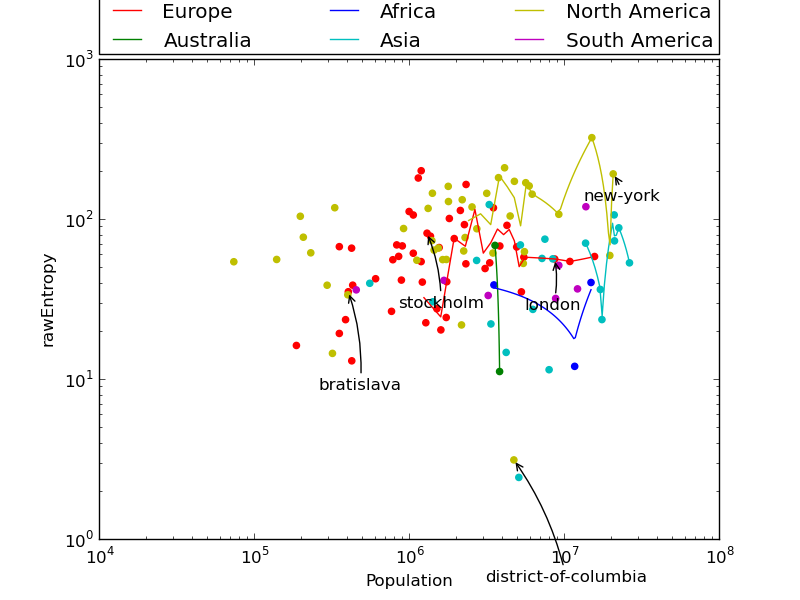 Europe Africa North America
Australia Asia South America
10^3
10^2
10^1
10^0
rawEntropy
new-york
stockholm
london
bratislava
10^4 10^5 10^6 10^7 10^8
Population
district-of-columbia